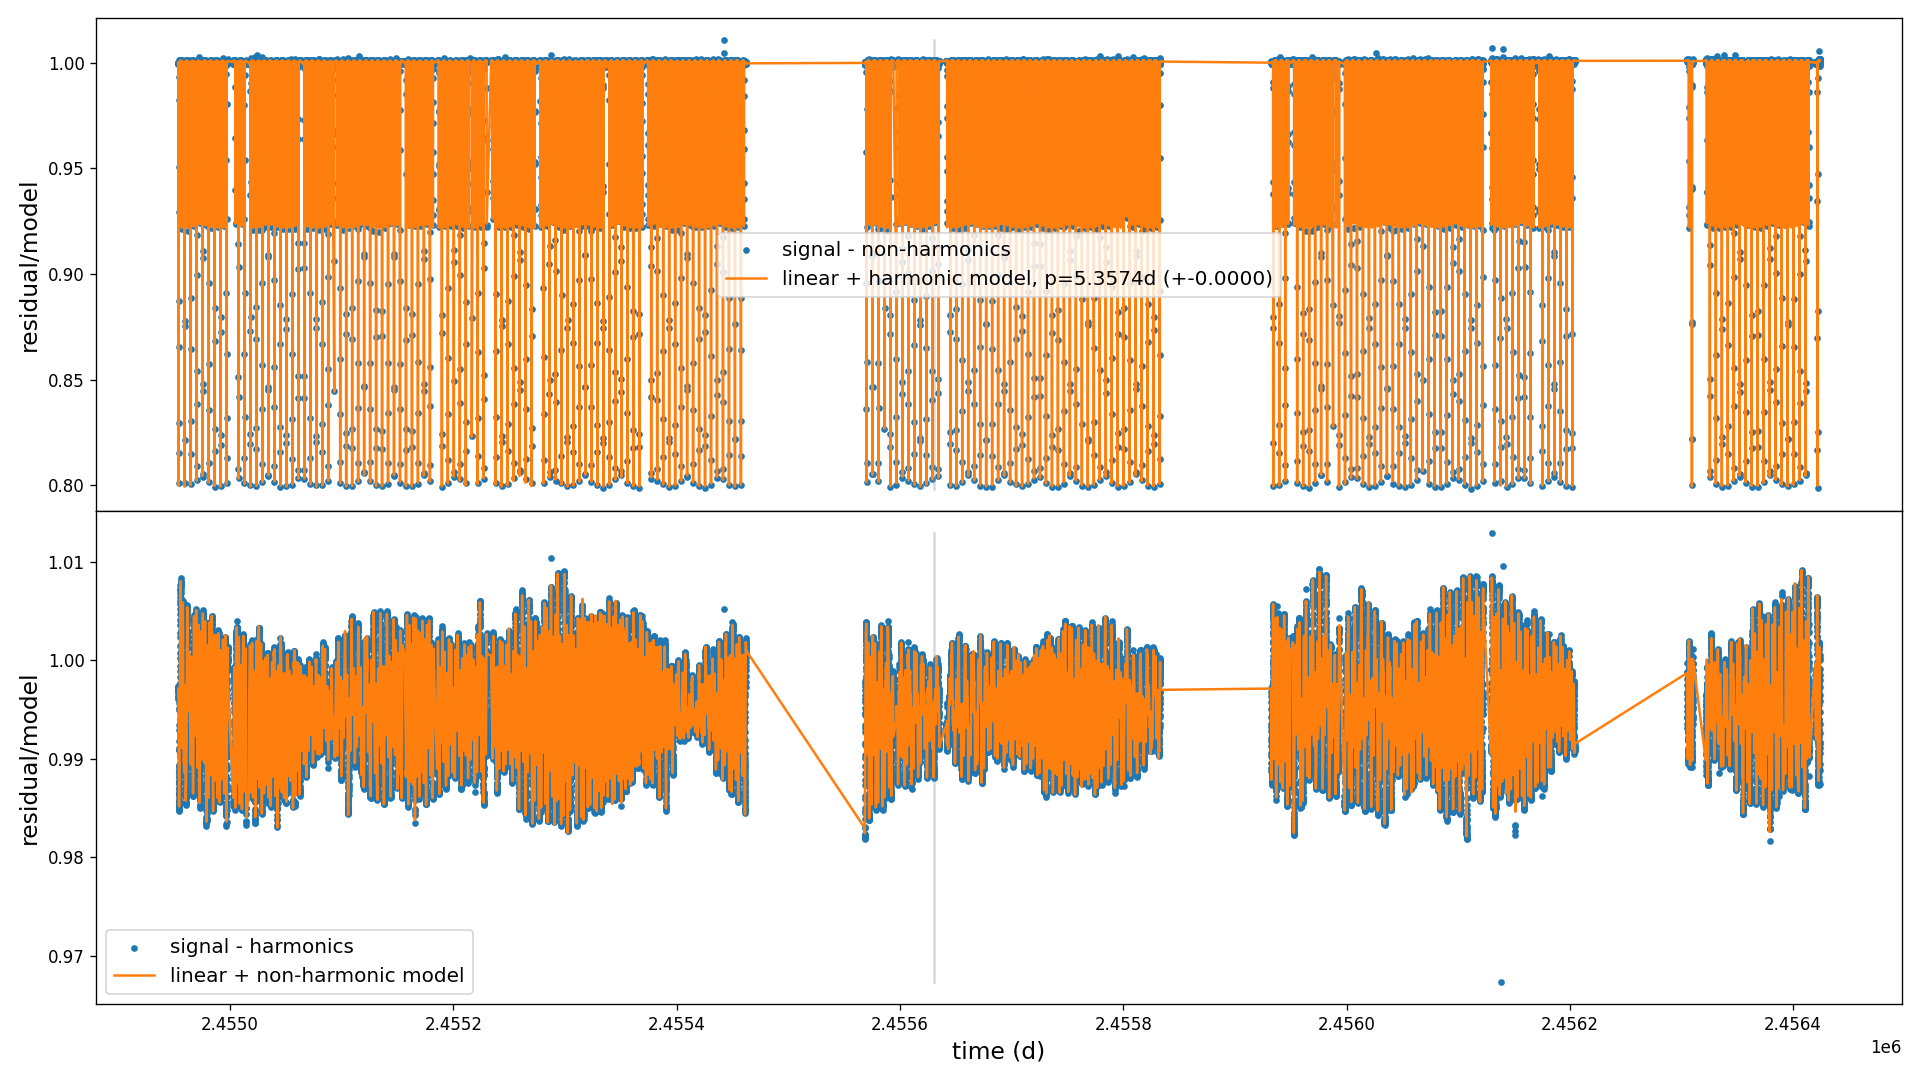 1.00
0.95
0.90
0.85
0.80
residual/model
signal - non-harmonics
linear + harmonic model, p=5.3574d (+-0.0000)
1.01
1.00
0.99
0.98
0.97
residual/model
signal - harmonics
linear + non-harmonic model
2.4550 2.4552 2.4554 2.4556 2.4558 2.4560 2.4562 2.4564
1e6
time (d)